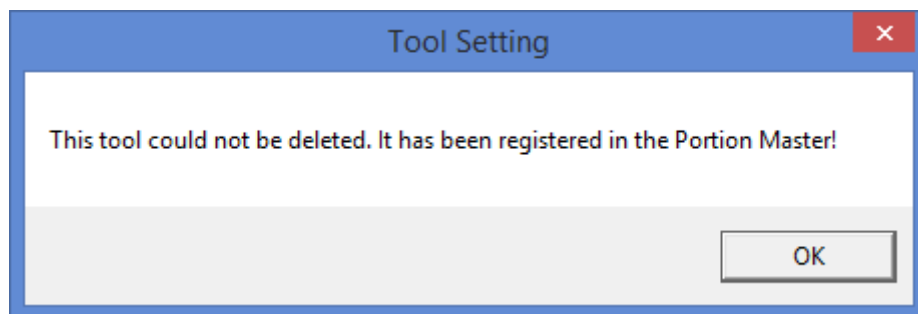 Tool Setting
This tool could not be deleted. It has been registered in the Portion Master!
OK